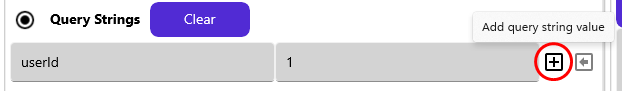 Query Strings Clear
Add query string value
userId 1